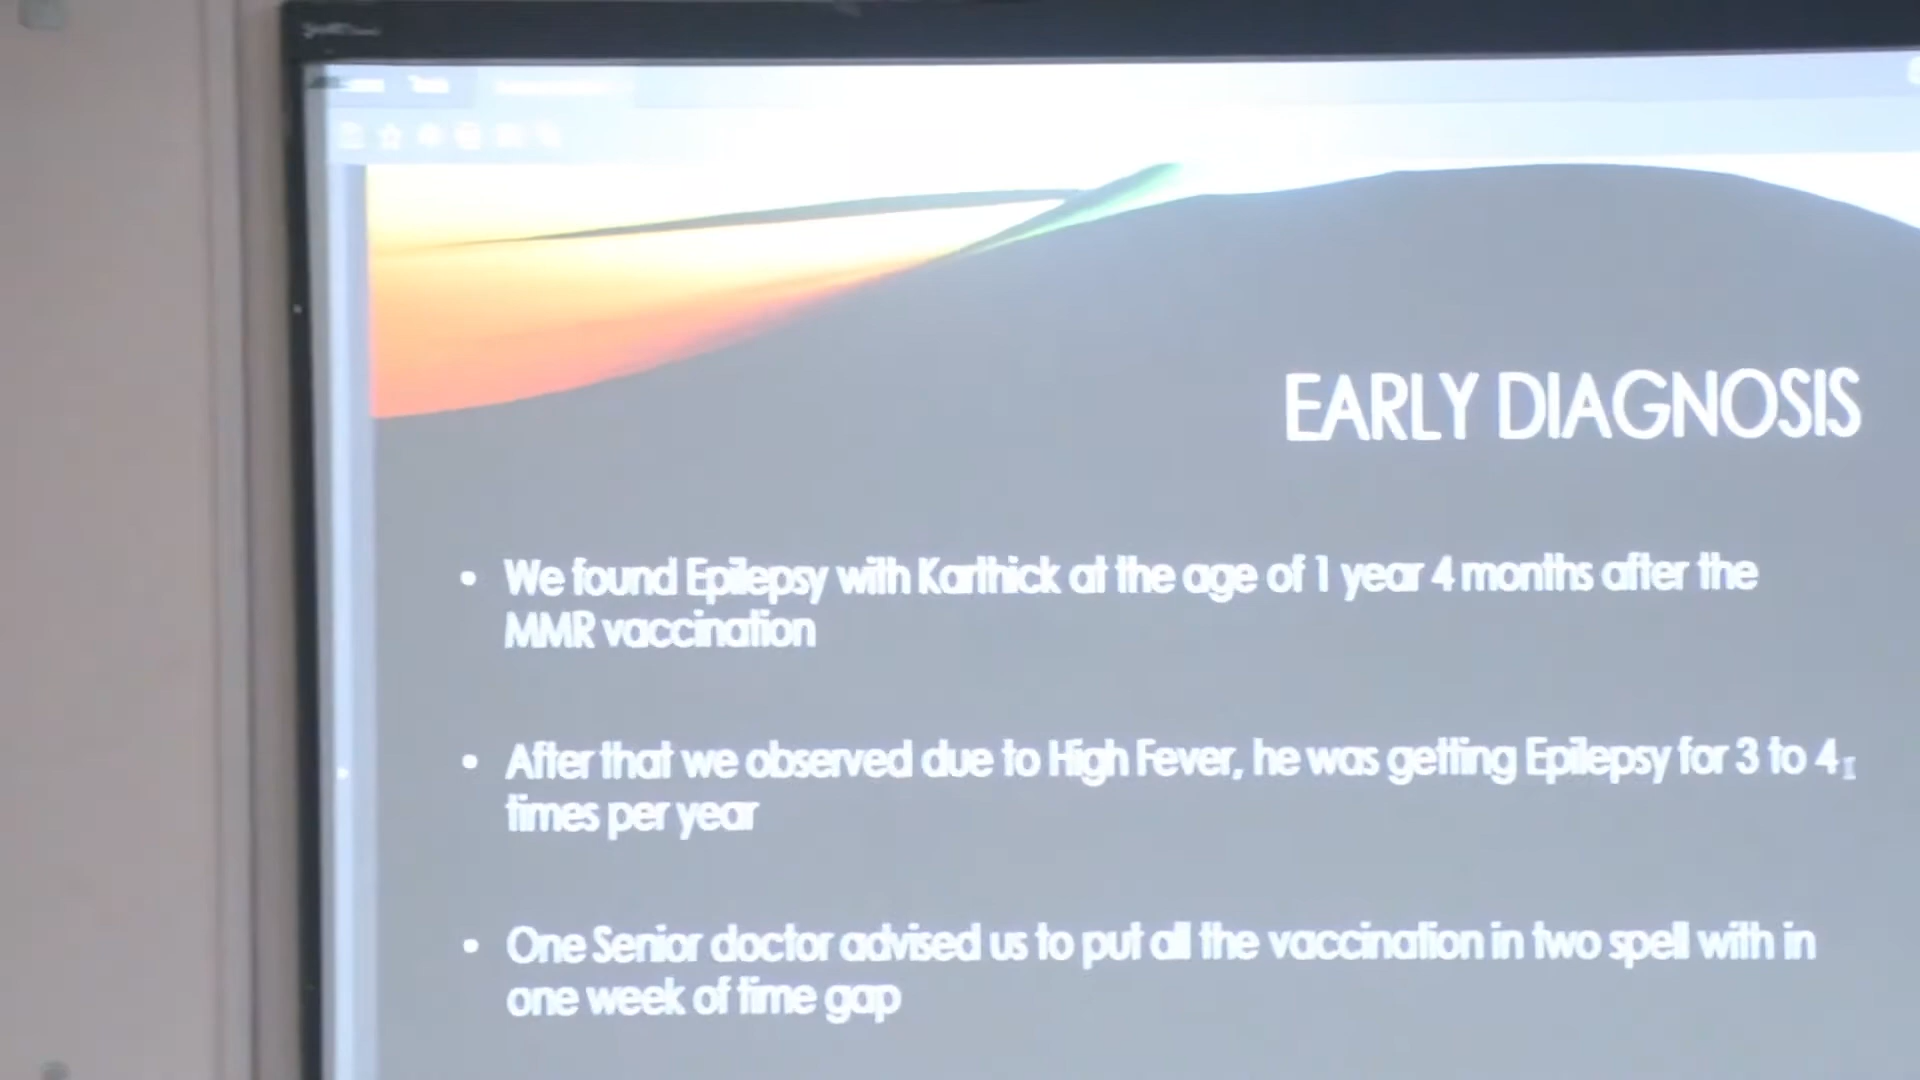 EARLY DIAGNOSIS
• We found Epilepsy with Karthick at the age of 1 year 4 months after the
MMR vaccination
• After that we observed due to High Fever, he was getting Epilepsy for 3 to 4
times per year
• One Senior doctor advised us to put all the vaccination in two spell with in
one week of time gap